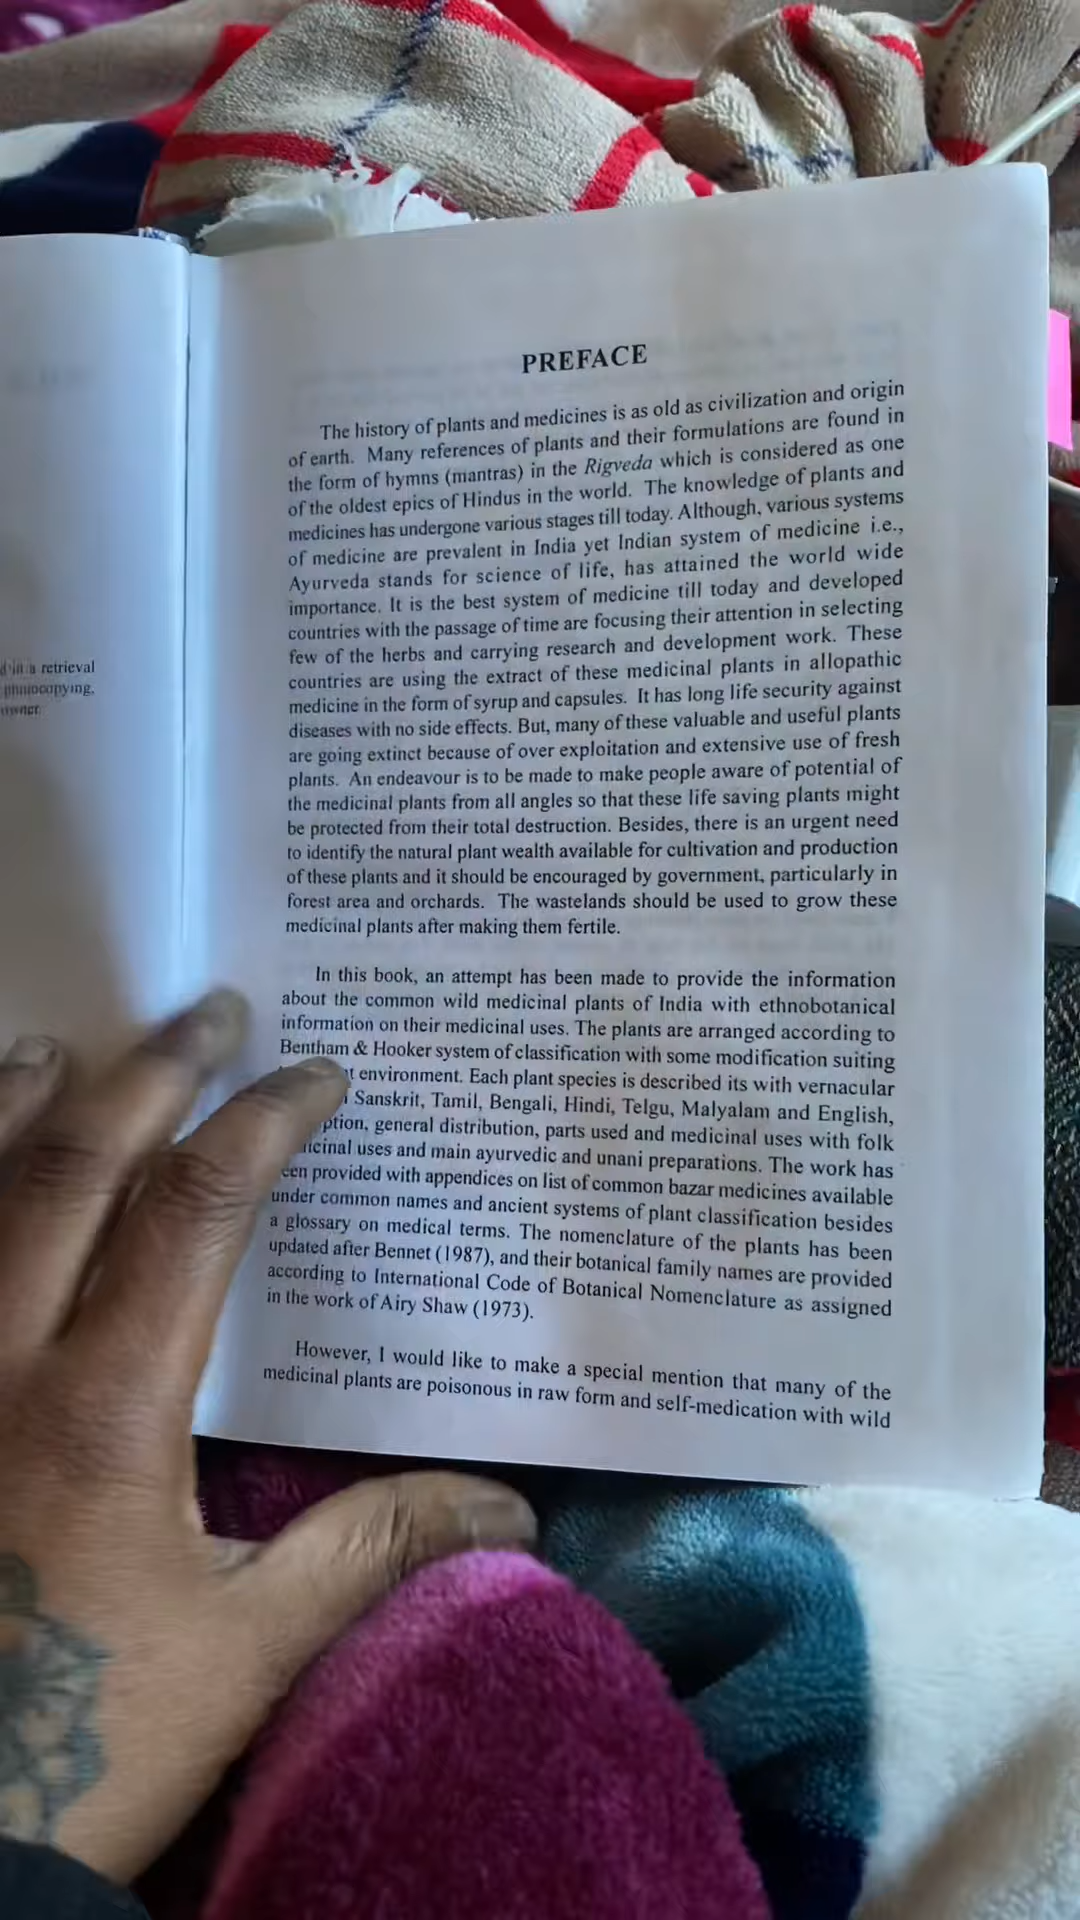 d in a retrieval
photocopying,
owner.
PREFACE
The history of plants and medicines is as old as civilization and origin
of earth. Many references of plants and their formulations are found in
the form of hymns (mantras) in the Rigveda which is considered as one
of the oldest epics of Hindus in the world. The knowledge of plants and
medicines has undergone various stages till today. Although, various systems
of medicine are prevalent in India yet Indian system of medicine i.e.,
Ayurveda stands for science of life, has attained the world wide
importance. It is the best system of medicine till today and developed
countries with the passage of time are focusing their attention in selecting
few of the herbs and carrying research and development work. These
countries are using the extract of these medicinal plants in allopathic
medicine in the form of syrup and capsules. It has long life security against
diseases with no side effects. But, many of these valuable and useful plants
are going extinct because of over exploitation and extensive use of fresh
plants. An endeavour is to be made to make people aware of potential of
the medicinal plants from all angles so that these life saving plants might
be protected from their total destruction. Besides, there is an urgent need
to identify the natural plant wealth available for cultivation and production
of these plants and it should be encouraged by government, particularly in
forest area and orchards. The wastelands should be used to grow these
medicinal plants after making them fertile.
In this book, an attempt has been made to provide the information
about the common wild medicinal plants of India with ethnobotanical
information on their medicinal uses. The plants are arranged according to
Bentham & Hooker system of classification with some modification suiting
t environment. Each plant species is described its with vernacular
Sanskrit, Tamil, Bengali, Hindi, Telgu, Malyalam and English,
ption, general distribution, parts used and medicinal uses with folk
icinal uses and main ayurvedic and unani preparations. The work has
een provided with appendices on list of common bazar medicines available
under common names and ancient systems of plant classification besides
a glossary on medical terms. The nomenclature of the plants has been
updated after Bennet (1987), and their botanical family names are provided
according to International Code of Botanical Nomenclature as assigned
in the work of Airy Shaw (1973).
However, I would like to make a special mention that many of the
medicinal plants are poisonous in raw form and self-medication with wild